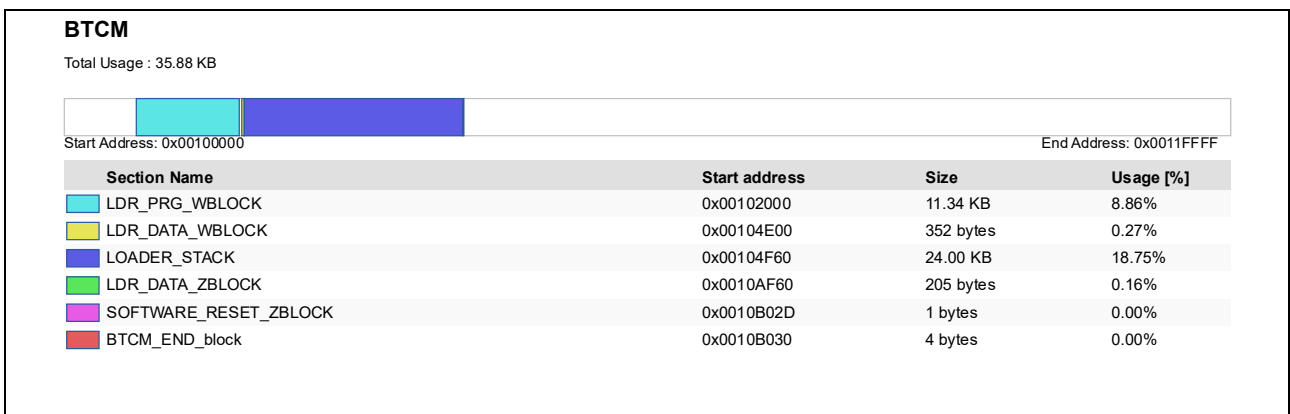 BTCM
Total Usage : 35.88 KB
Start Address: 0x00100000 End Address: 0x0011FFFF
Section Name Start address Size Usage [%]
LDR_PRG_WBLOCK 0x00102000 11.34 KB 8.86%
LDR_DATA_WBLOCK 0x00104E00 352 bytes 0.27%
LOADER_STACK 0x00104F60 24.00 KB 18.75%
LDR_DATA_ZBLOCK 0x0010AF60 205 bytes 0.16%
SOFTWARE_RESET_ZBLOCK 0x0010B02D 1 bytes 0.00%
BTCM_END_block 0x0010B030 4 bytes 0.00%